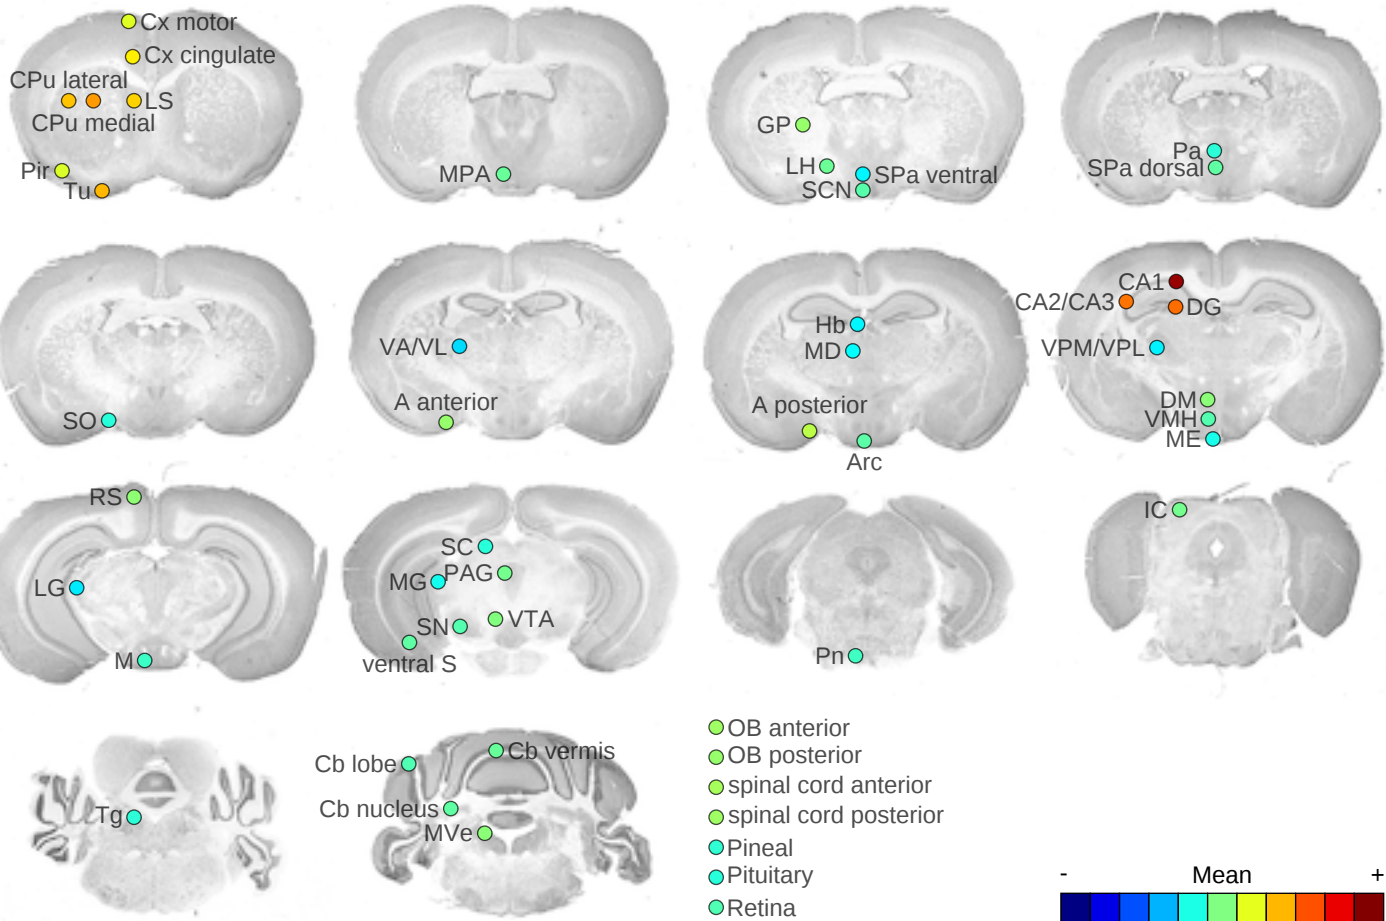 Cx motor
Cx cingulate
CPu lateral
LS
CPu medial
Pir
Tu
MPA
GP
LH
SPa ventral
SCN
Pa
SPa dorsal
SO
VA/VL
A anterior
Hb
MD
A posterior
Arc
CA1
CA2/CA3
DG
VPM/VPL
DM
VMH
ME
RS
LG
M
SC
MG
PAG
SN
VTA
ventral S
Pn
IC
Tg
Cb lobe
Cb vermis
Cb nucleus
MVe
OB anterior
OB posterior
spinal cord anterior
spinal cord posterior
Pineal
Pituitary
Retina
- Mean +